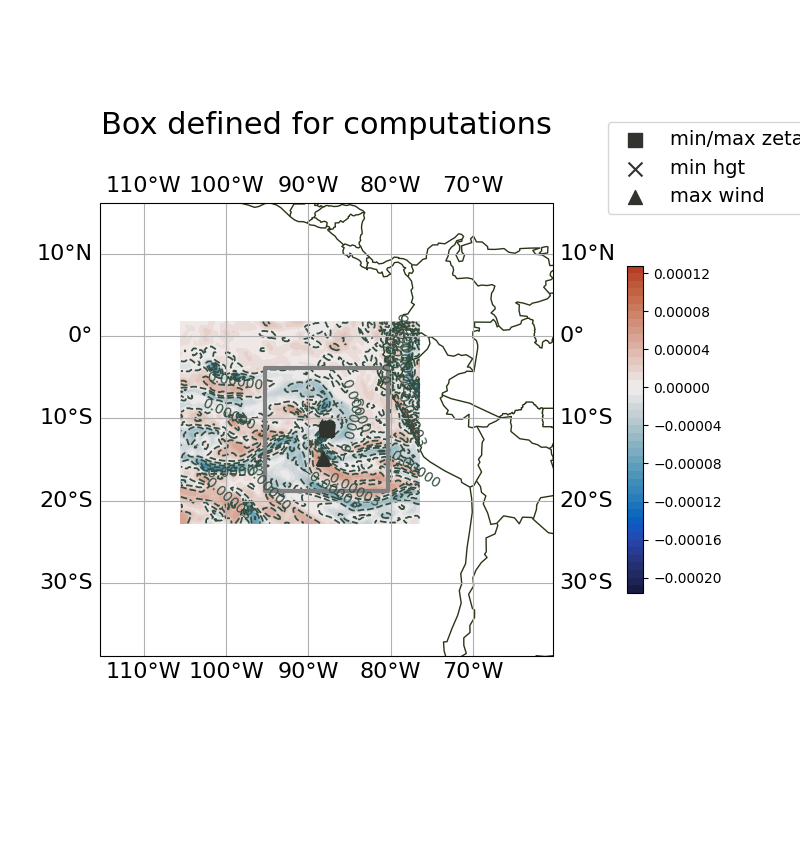 Box defined for computations
min/max zeta
min hgt
max wind
110°W 100°W 90°W 80°W 70°W
10°N 10°N
0° 0°
10°S
20°S 20°S
30°S 30°S
10°S
110°W 100°W 90°W 80°W 70°W
0.00012
0.00008
0.00004
0.00000
−0.00004
−0.00008
−0.00012
−0.00016
−0.00020